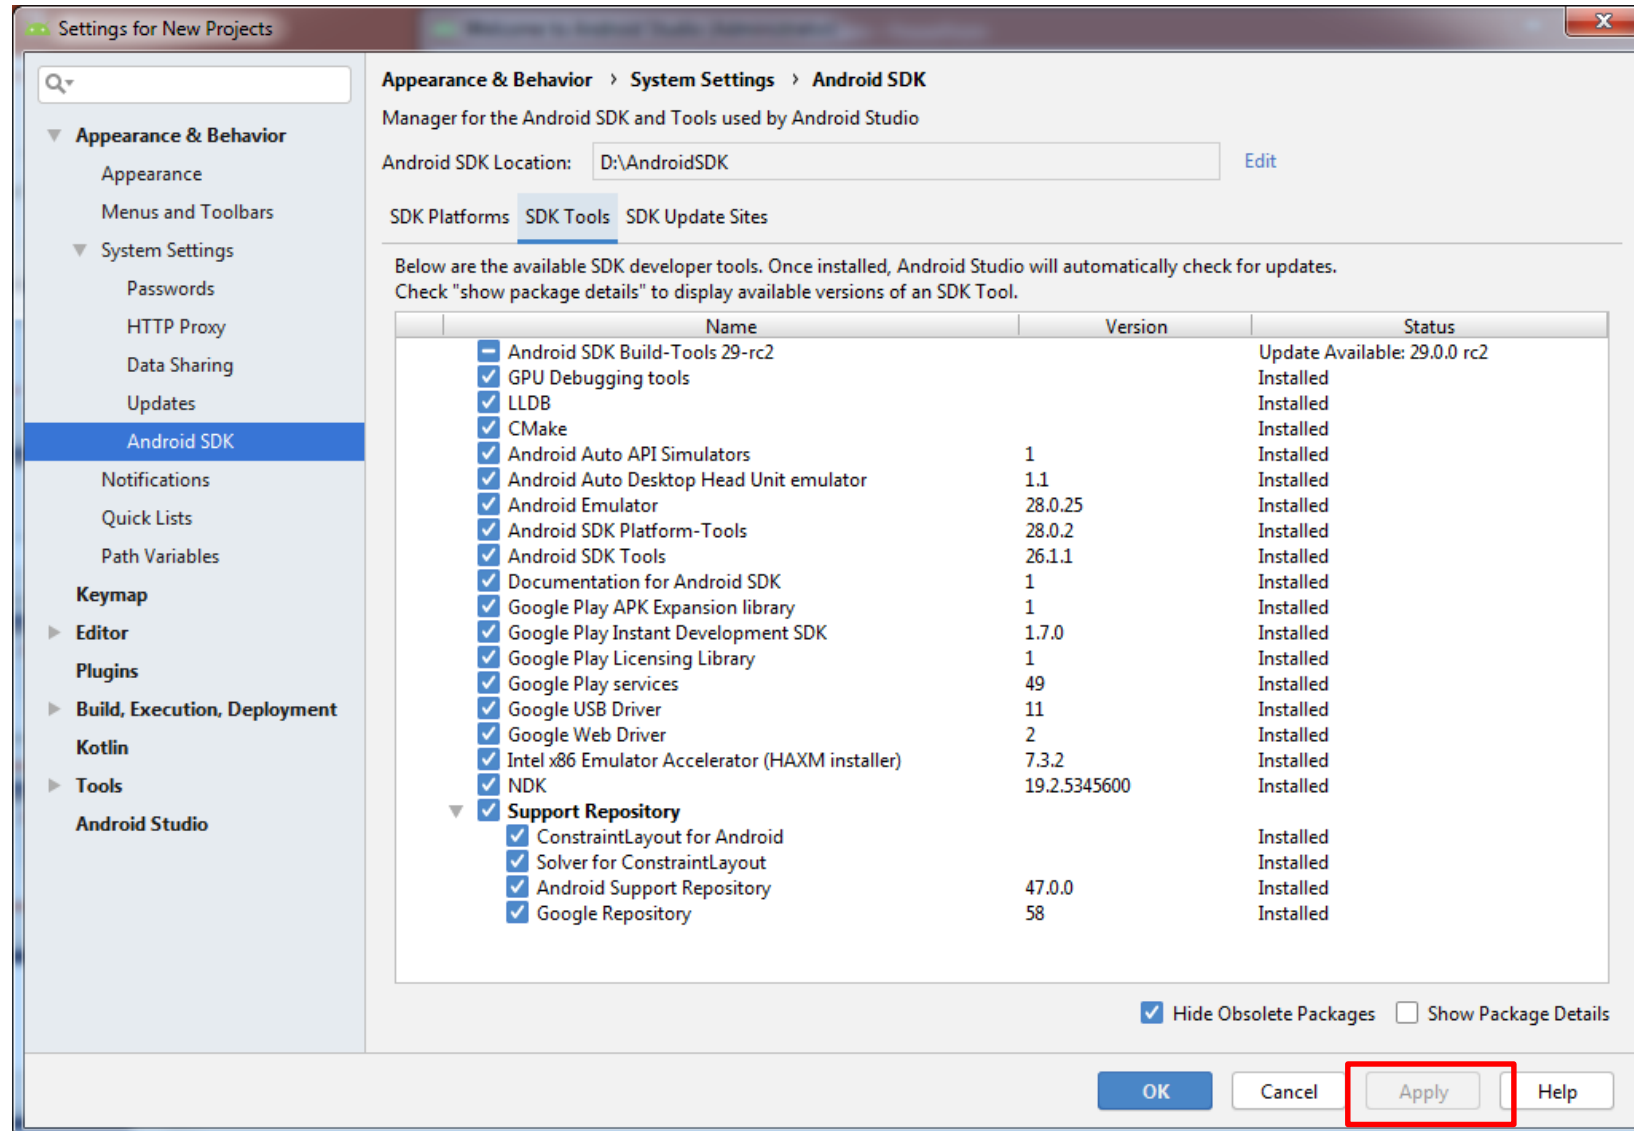 Settings for New Projects
Appearance & Behavior
Appearance
Menus and Toolbars
System Settings
Passwords
HTTP Proxy
Data Sharing
Updates
Android SDK
Notifications
Quick Lists
Path Variables
Keymap
Editor
Plugins
Build, Execution, Deployment
Kotlin
Tools
Android Studio
Appearance & Behavior › System Settings › Android SDK
Manager for the Android SDK and Tools used by Android Studio
Android SDK Location: D:\AndroidSDK Edit
SDK Platforms SDK Tools SDK Update Sites
Below are the available SDK developer tools. Once installed, Android Studio will automatically check for updates.
Check "show package details" to display available versions of an SDK Tool.
Name Version Status
Android SDK Build-Tools 29-rc2 Update Available: 29.0.0 rc2
GPU Debugging tools Installed
LLDB Installed
CMake Installed
Android Auto API Simulators 1 Installed
Android Auto Desktop Head Unit emulator 1.1 Installed
Android Emulator 28.0.25 Installed
Android SDK Platform-Tools 28.0.2 Installed
Android SDK Tools 26.1.1 Installed
Documentation for Android SDK 1 Installed
Google Play APK Expansion library 1 Installed
Google Play Instant Development SDK 1.7.0 Installed
Google Play Licensing Library 1 Installed
Google Play services 49 Installed
Google USB Driver 11 Installed
Google Web Driver 2 Installed
Intel x86 Emulator Accelerator (HAXM installer) 7.3.2 Installed
NDK 19.2.5345600 Installed
Support Repository
ConstraintLayout for Android Installed
Solver for ConstraintLayout Installed
Android Support Repository 47.0.0 Installed
Google Repository 58 Installed
Hide Obsolete Packages Show Package Details
OK Cancel Apply Help